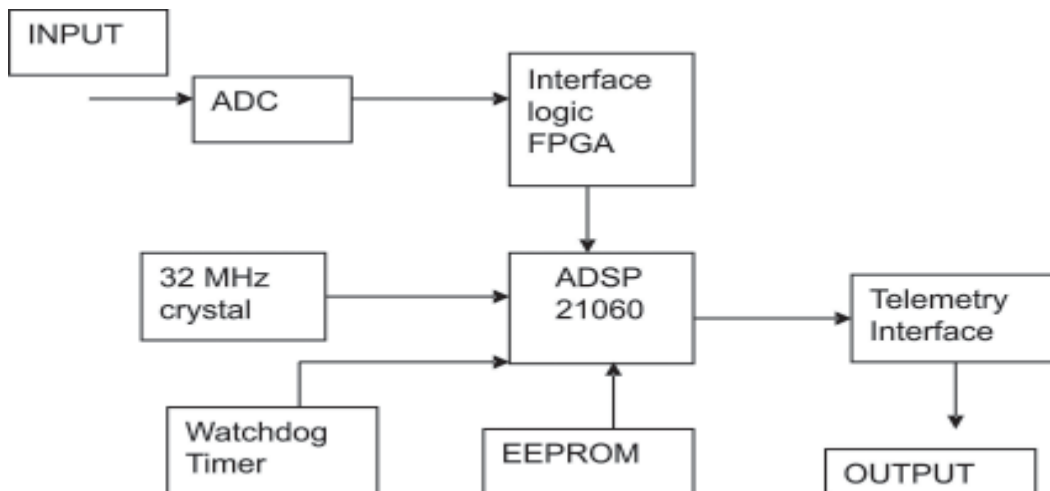 INPUT
ADC
Interface
logic
FPGA
32 MHz
crystal
ADSP
21060
Telemetry
Interface
Watchdog
Timer
EEPROM
OUTPUT